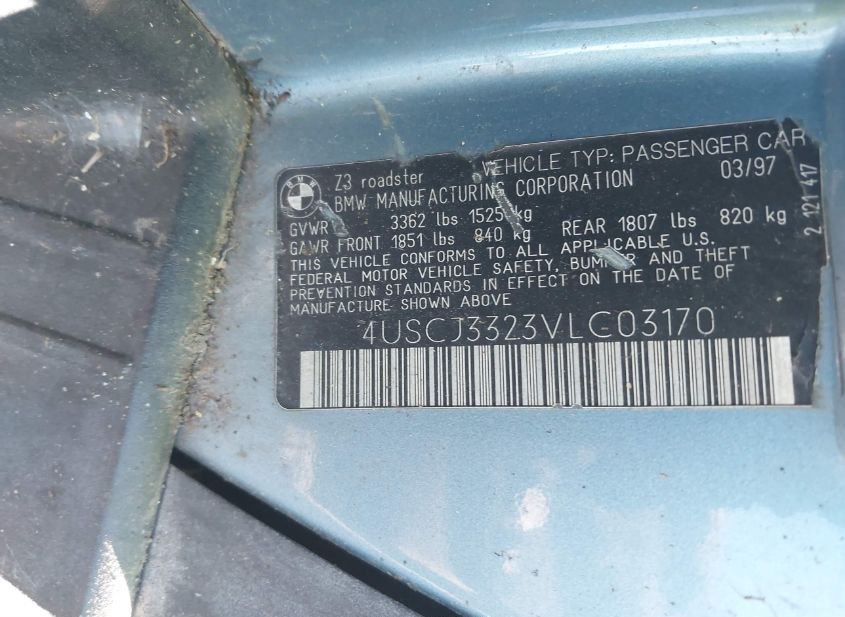 BMW
Z3 roadster
VEHICLE TYP: PASSENGER CAR
BMW MANUFACTURING CORPORATION
03/97
GVWR 3362 lbs 1525 kg
GAWR FRONT 1851 lbs 840 kg REAR 1807 lbs 820 kg
THIS VEHICLE CONFORMS TO ALL APPLICABLE U.S.
FEDERAL MOTOR VEHICLE SAFETY, BUMPER AND THEFT
PREVENTION STANDARDS IN EFFECT ON THE DATE OF
MANUFACTURE SHOWN ABOVE
4USCJ3323VLC03170
2 121 417